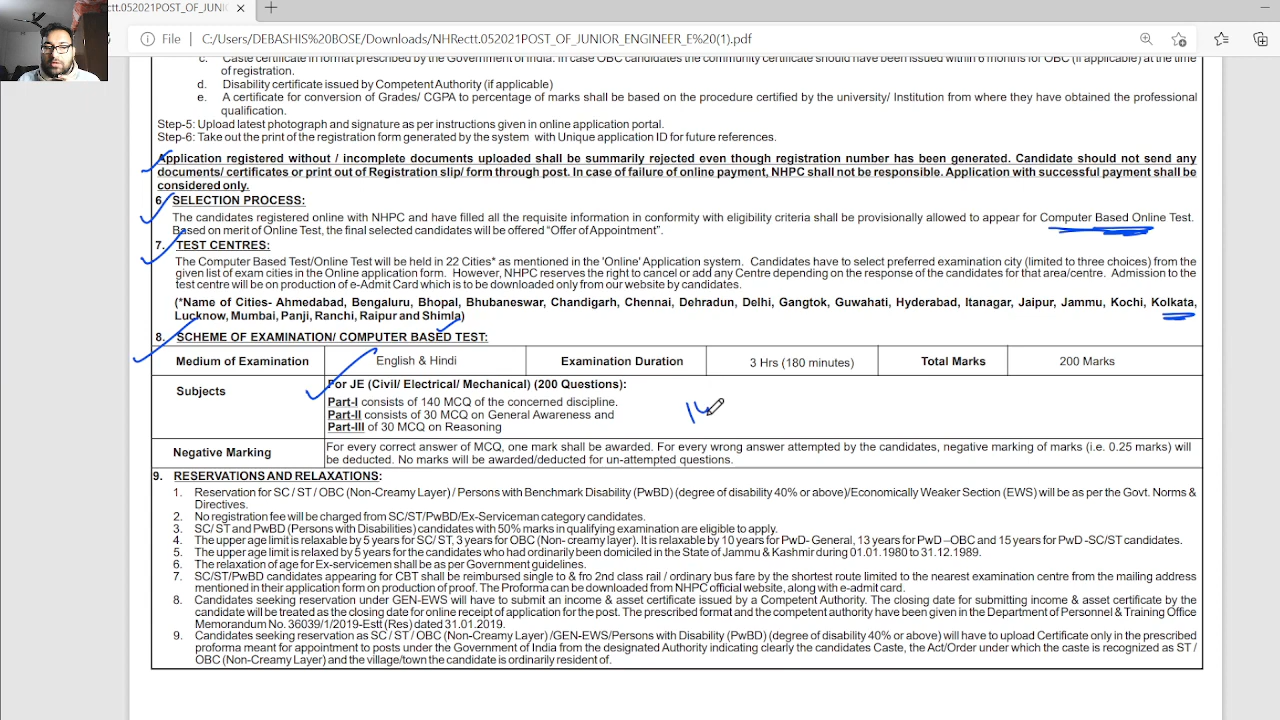 ctt.052021POST_OF_JUNI
File C:/Users/DEBASHIS%20BOSE/Downloads/NHRectt.052021POST_OF_JUNIOR_ENGINEER_E%20(1).pdf
c. Caste certificate in format prescribed by the Government of India. In case OBC candidates the community certificate should have been issued within 6 months for OBC (if applicable) at the time
of registration.
d. Disability certificate issued by Competent Authority (if applicable)
e. A certificate for conversion of Grades/ CGPA to percentage of marks shall be based on the procedure certified by the university/ Institution from where they have obtained the professional
qualification.
Step-5: Upload latest photograph and signature as per instructions given in online application portal.
Step-6: Take out the print of the registration form generated by the system with Unique application ID for future references.
Application registered without / incomplete documents uploaded shall be summarily rejected even though registration number has been generated. Candidate should not send any
documents/ certificates or print out of Registration slip/ form through post. In case of failure of online payment, NHPC shall not be responsible. Application with successful payment shall be
considered only.
6. SELECTION PROCESS:
The candidates registered online with NHPC and have filled all the requisite information in conformity with eligibility criteria shall be provisionally allowed to appear for Computer Based Online Test.
Based on merit of Online Test, the final selected candidates will be offered “Offer of Appointment”.
7. TEST CENTRES:
The Computer Based Test/Online Test will be held in 22 Cities* as mentioned in the 'Online' Application system. Candidates have to select preferred examination city (limited to three choices) from the
given list of exam cities in the Online application form. However, NHPC reserves the right to cancel or add any Centre depending on the response of the candidates for that area/centre. Admission to the
test centre will be on production of e-Admit Card which is to be downloaded only from our website by candidates.
(*Name of Cities- Ahmedabad, Bengaluru, Bhopal, Bhubaneswar, Chandigarh, Chennai, Dehradun, Delhi, Gangtok, Guwahati, Hyderabad, Itanagar, Jaipur, Jammu, Kochi, Kolkata,
Lucknow, Mumbai, Panji, Ranchi, Raipur and Shimla)
8. SCHEME OF EXAMINATION/ COMPUTER BASED TEST:
Medium of Examination English & Hindi Examination Duration 3 Hrs (180 minutes) Total Marks 200 Marks
Subjects For JE (Civil/ Electrical/ Mechanical) (200 Questions):
Part-I consists of 140 MCQ of the concerned discipline.
Part-II consists of 30 MCQ on General Awareness and
Part-III of 30 MCQ on Reasoning
Negative Marking For every correct answer of MCQ, one mark shall be awarded. For every wrong answer attempted by the candidates, negative marking of marks (i.e. 0.25 marks) will
be deducted. No marks will be awarded/deducted for un-attempted questions.
9. RESERVATIONS AND RELAXATIONS:
1. Reservation for SC / ST / OBC (Non-Creamy Layer) / Persons with Benchmark Disability (PwBD) (degree of disability 40% or above)/Economically Weaker Section (EWS) will be as per the Govt. Norms &
Directives.
2. No registration fee will be charged from SC/ST/PwBD/Ex-Serviceman category candidates.
3. SC/ ST and PwBD (Persons with Disabilities) candidates with 50% marks in qualifying examination are eligible to apply.
4. The upper age limit is relaxable by 5 years for SC/ ST, 3 years for OBC (Non- creamy layer). It is relaxable by 10 years for PwD- General, 13 years for PwD –OBC and 15 years for PwD -SC/ST candidates.
5. The upper age limit is relaxed by 5 years for the candidates who had ordinarily been domiciled in the State of Jammu & Kashmir during 01.01.1980 to 31.12.1989.
6. The relaxation of age for Ex-servicemen shall be as per Government guidelines.
7. SC/ST/PwBD candidates appearing for CBT shall be reimbursed single to & fro 2nd class rail / ordinary bus fare by the shortest route limited to the nearest examination centre from the mailing address
mentioned in their application form on production of proof. The Proforma can be downloaded from NHPC official website, along with e-admit card.
8. Candidates seeking reservation under GEN-EWS will have to submit an income & asset certificate issued by a Competent Authority. The closing date for submitting income & asset certificate by the
candidate will be treated as the closing date for online receipt of application for the post. The prescribed format and the competent authority have been given in the Department of Personnel & Training Office
Memorandum No. 36039/1/2019-Estt (Res) dated 31.01.2019.
9. Candidates seeking reservation as SC / ST / OBC (Non-Creamy Layer) /GEN-EWS/Persons with Disability (PwBD) (degree of disability 40% or above) will have to upload Certificate only in the prescribed
proforma meant for appointment to posts under the Government of India from the designated Authority indicating clearly the candidates Caste, the Act/Order under which the caste is recognized as ST /
OBC (Non-Creamy Layer) and the village/town the candidate is ordinarily resident of.